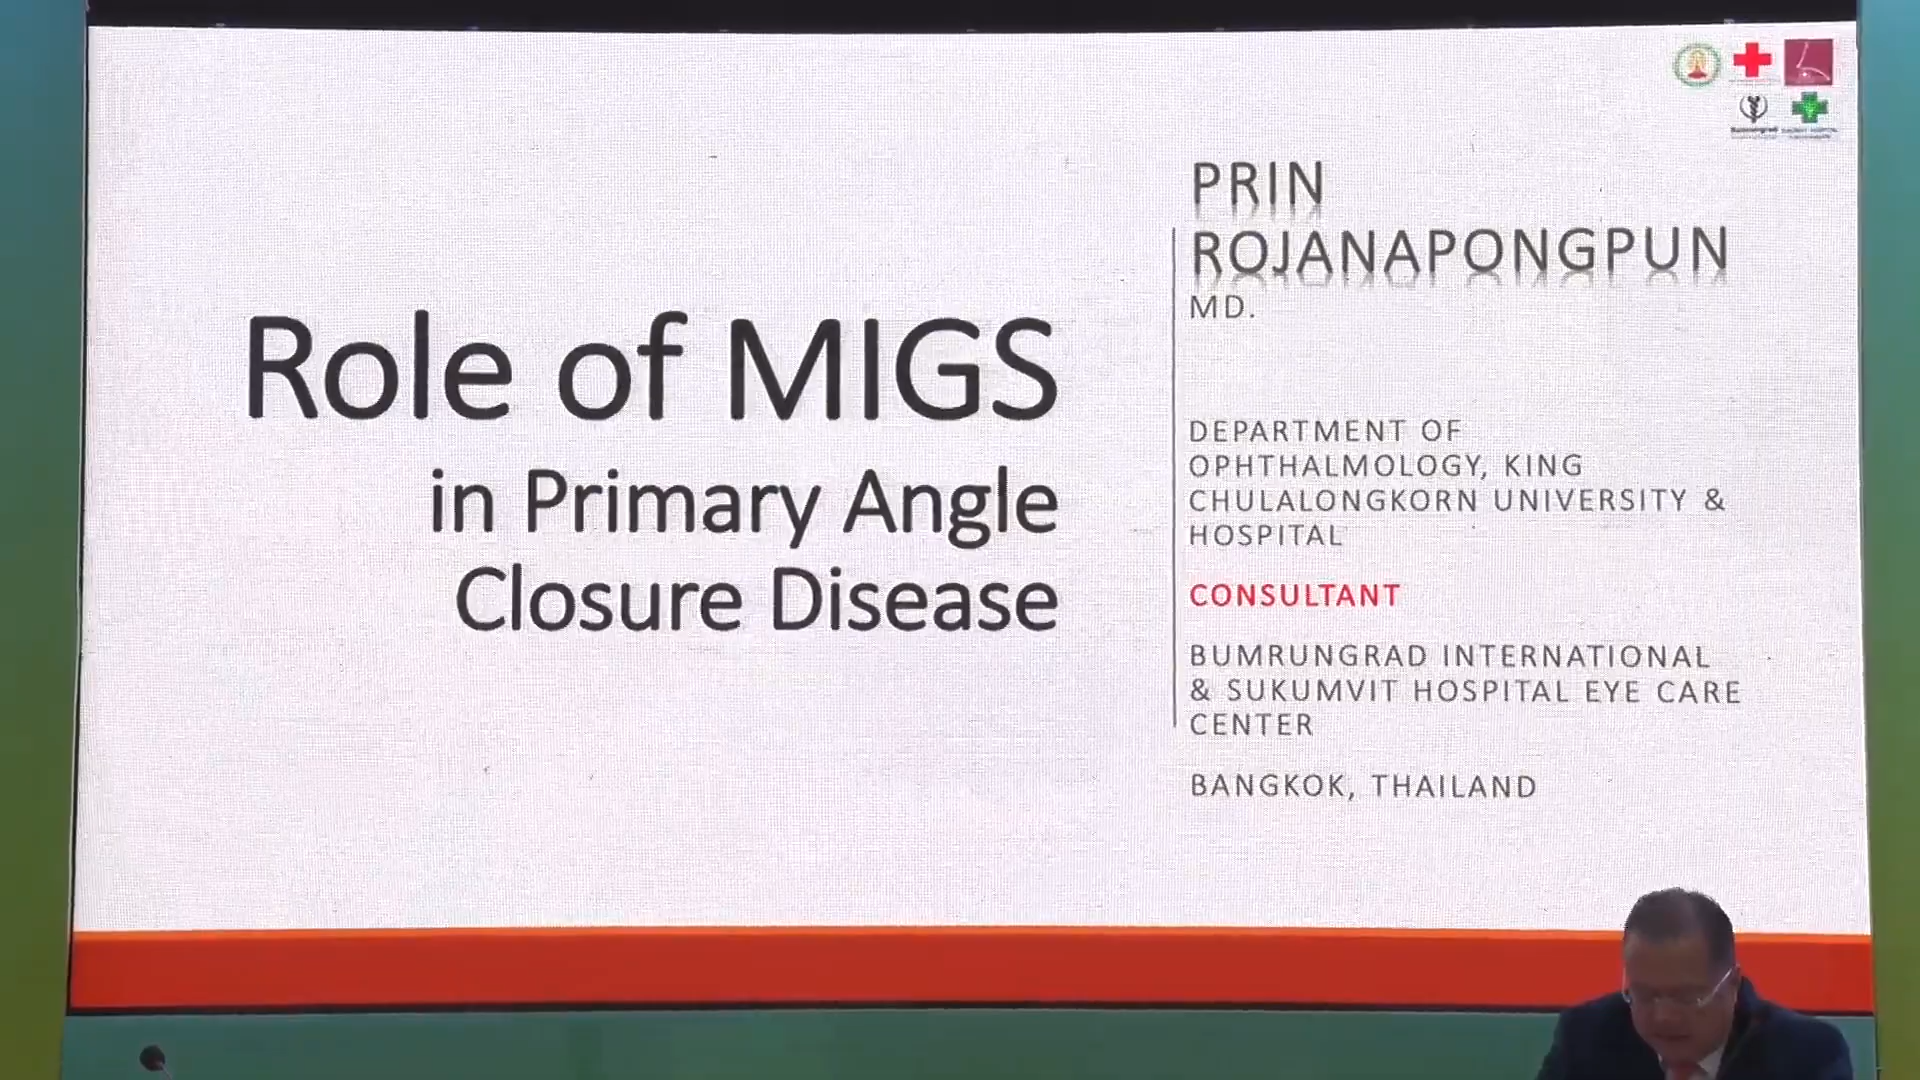 Role of MIGS
in Primary Angle
Closure Disease
PRIN
ROJANAPONGPUN
MD.
DEPARTMENT OF
OPHTHALMOLOGY, KING
CHULALONGKORN UNIVERSITY &
HOSPITAL
CONSULTANT
BUMRUNGRAD INTERNATIONAL
& SUKUMVIT HOSPITAL EYE CARE
CENTER
BANGKOK, THAILAND